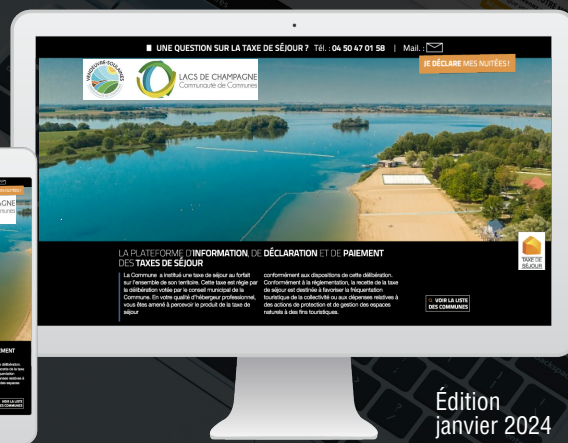 UNE QUESTION SUR LA TAXE DE SÉJOUR ? Tél. : 04 50 47 01 58 | Mail. :
JE DÉCLARE MES NUITÉES !
VENDEUVRE-SOULAINES
LACS DE CHAMPAGNE
Communauté de Communes
LA PLATEFORME D'INFORMATION, DE DÉCLARATION ET DE PAIEMENT
DES TAXES DE SÉJOUR
La Commune a institué une taxe de séjour au forfait
sur l'ensemble de son territoire. Cette taxe est régie par
la délibération votée par le conseil municipal de la
Commune. En votre qualité d'hébergeur professionnel,
vous êtes amené à percevoir le produit de la taxe de
séjour
conformément aux dispositions de cette délibération.
Conformément à la réglementation, la recette de la taxe
de séjour est destinée à favoriser la fréquentation
touristique de la collectivité ou aux dépenses relatives à
des actions de protection et de gestion des espaces
naturels à des fins touristiques.
TAXE DE
SÉJOUR
VOIR LA LISTE
DES COMMUNES
Édition
janvier 2024